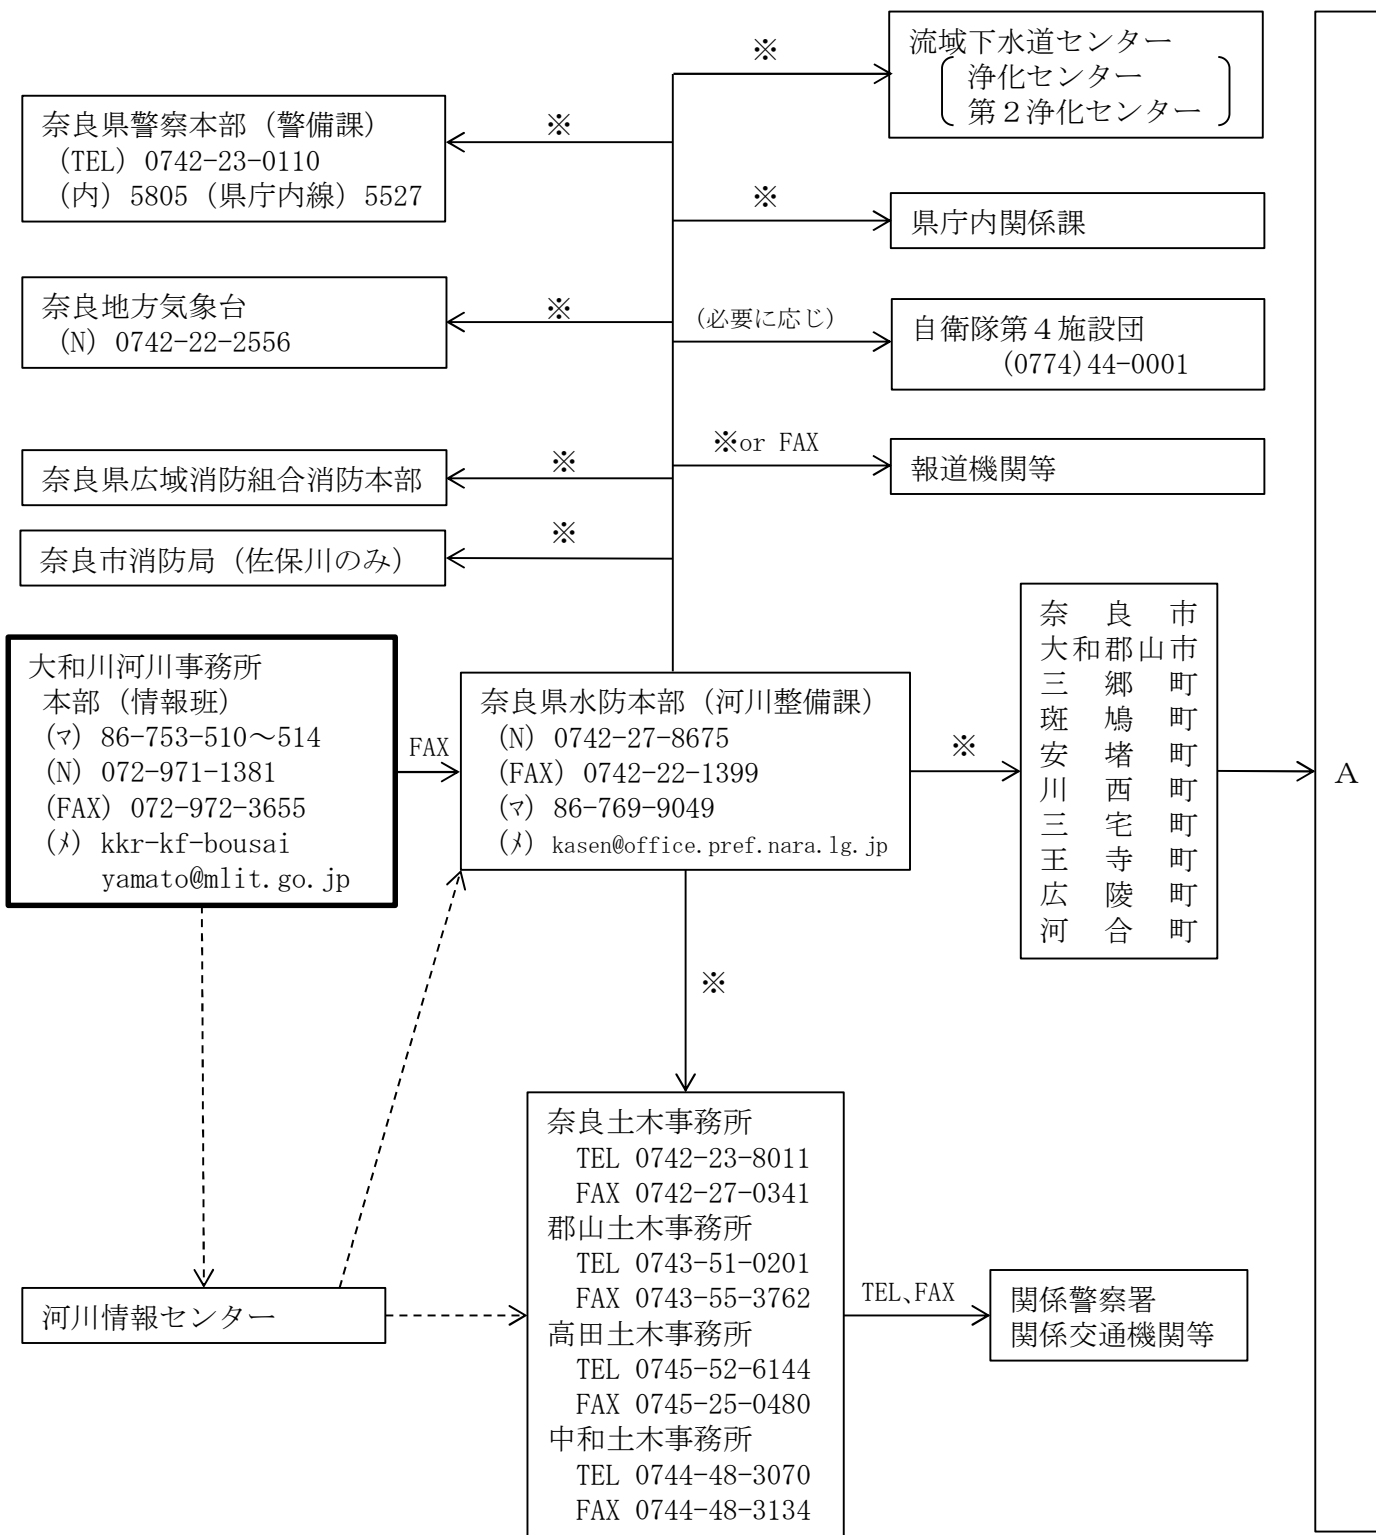 ※
流域下水道センター
浄化センター
第２浄化センター
奈良県警察本部（警備課）
(TEL) 0742-23-0110
(内) 5805（県庁内線）5527
※
※
県庁内関係課
奈良地方気象台
(N) 0742-22-2556
※
(必要に応じ)
自衛隊第４施設団
(0774)44-0001
※or FAX
報道機関等
奈良県広域消防組合消防本部
※
奈良市消防局（佐保川のみ）
※
大和川河川事務所
本部（情報班）
(ﾏ) 86-753-510～514
(N) 072-971-1381
(FAX) 072-972-3655
(ﾒ) kkr-kf-bousai
yamato@mlit.go.jp
FAX
奈良県水防本部（河川整備課）
(N) 0742-27-8675
(FAX) 0742-22-1399
(ﾏ) 86-769-9049
(ﾒ) kasen@office.pref.nara.lg.jp
※
奈良市
大和郡山市
三郷町
斑鳩町
安堵町
川西町
三宅町
王寺町
広陵町
河合町
A
※
奈良土木事務所
TEL 0742-23-8011
FAX 0742-27-0341
郡山土木事務所
TEL 0743-51-0201
FAX 0743-55-3762
高田土木事務所
TEL 0745-52-6144
FAX 0745-25-0480
中和土木事務所
TEL 0744-48-3070
FAX 0744-48-3134
河川情報センター
TEL、FAX
関係警察署
関係交通機関等